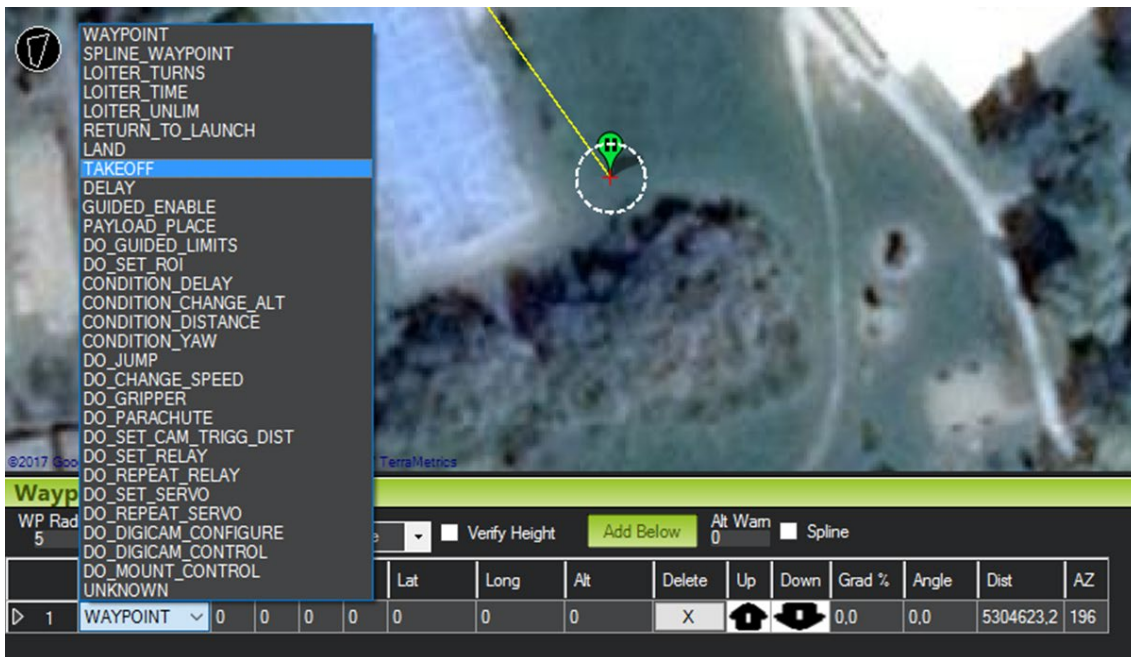 WAYPOINT
SPLINE_WAYPOINT
LOITER_TURNS
LOITER_TIME
LOITER_UNLIM
RETURN_TO_LAUNCH
LAND
TAKEOFF
DELAY
GUIDED_ENABLE
PAYLOAD_PLACE
DO_GUIDED_LIMITS
DO_SET_ROI
CONDITION_DELAY
CONDITION_CHANGE_ALT
CONDITION_DISTANCE
CONDITION_YAW
DO_JUMP
DO_CHANGE_SPEED
DO_GRIPPER
DO_PARACHUTE
DO_SET_CAM_TRIGG_DIST
DO_SET_RELAY
DO_REPEAT_RELAY
DO_SET_SERVO
DO_REPEAT_SERVO
DO_DIGICAM_CONFIGURE
DO_DIGICAM_CONTROL
DO_MOUNT_CONTROL
UNKNOWN
H
©2017 Goo TerraMetrics
Wayp
WP Rad Verify Height Add Below Alt Warn Spline
5 0
Lat Long Alt Delete Up Down Grad % Angle Dist AZ
1 WAYPOINT 0 0 0 0 0 0 0 X 0,0 0,0 5304623,2 196